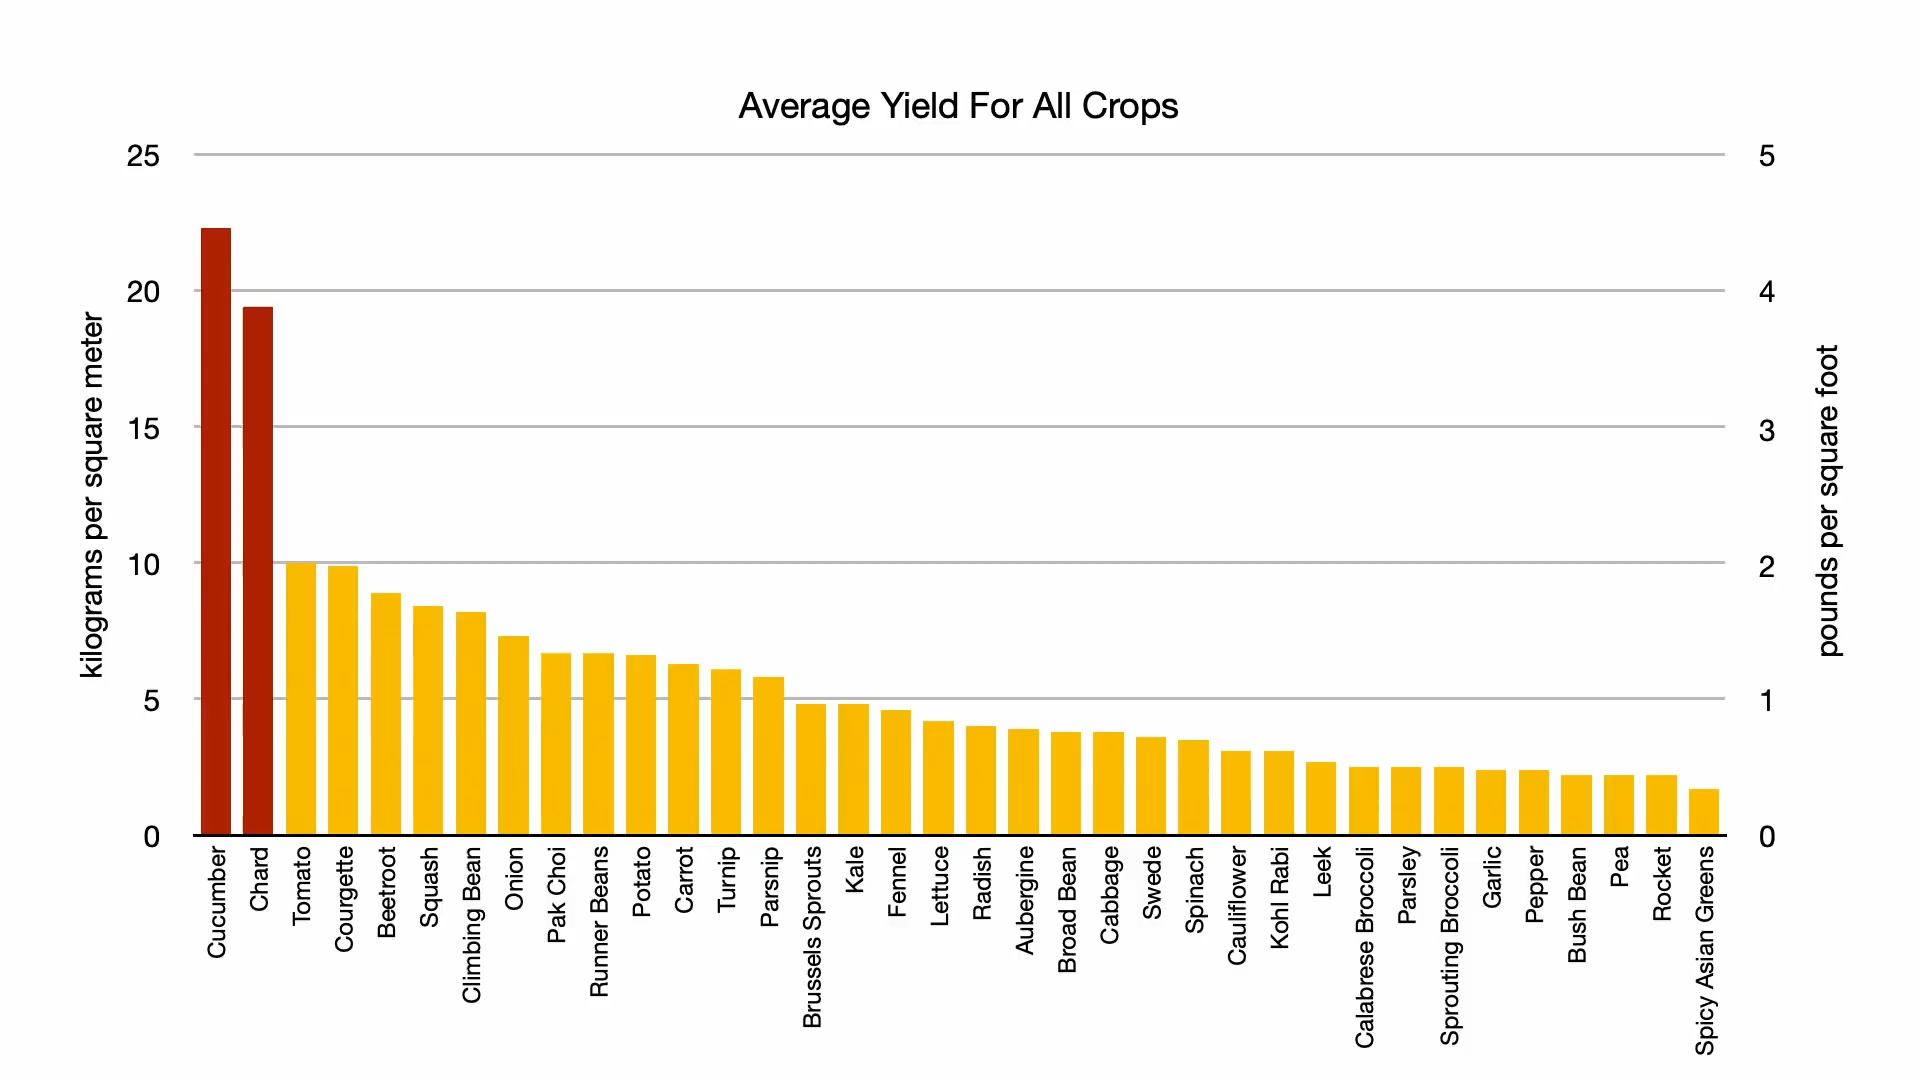 Average Yield For All Crops
25
20
15
10
5
0
kilograms per square meter
5
4
3
2
1
0
pounds per square foot
Cucumber
Chard
Tomato
Courgette
Beetroot
Squash
Climbing Bean
Onion
Pak Choi
Runner Beans
Potato
Carrot
Turnip
Parsnip
Brussels Sprouts
Kale
Fennel
Lettuce
Radish
Aubergine
Broad Bean
Cabbage
Swede
Spinach
Cauliflower
Kohl Rabi
Leek
Calabrese Broccoli
Parsley
Sprouting Broccoli
Garlic
Pepper
Bush Bean
Pea
Rocket
Spicy Asian Greens